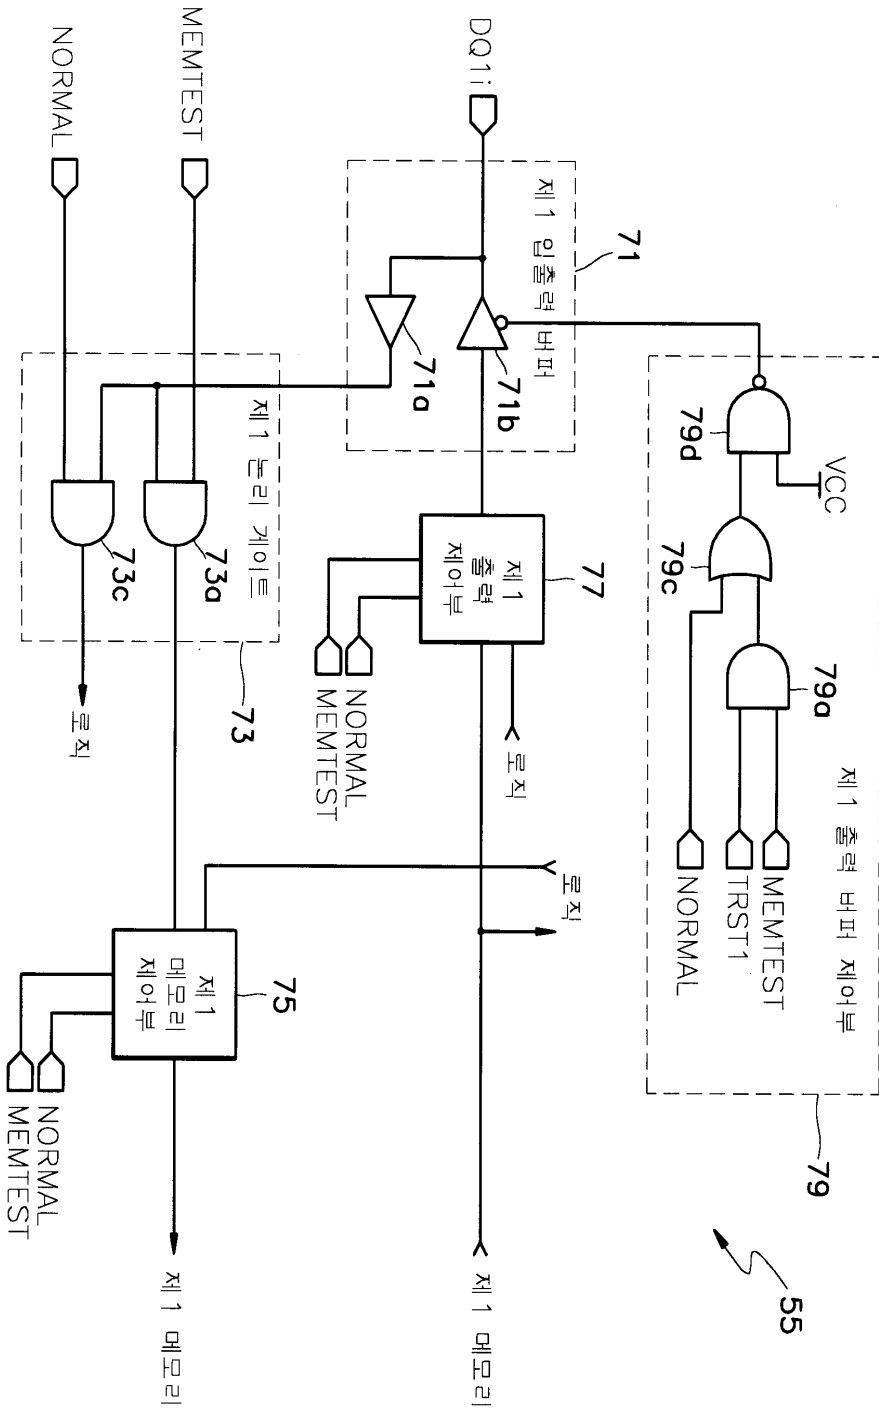 제 1 출력 버퍼 제어부
79
55
VCC
79d
79c
79a
MEMTEST
TRST1
NORMAL
71
제 1 입출력 버퍼
DQ1i
71b
71a
제 1
출력
제어부
77
로직
NORMAL
MEMTEST
로직
제 1 메모리
MEMTEST
NORMAL
제 1 논리 게이트
73a
73c
73
로직
제 1
메모리
제어부
75
NORMAL
MEMTEST
제 1 메모리